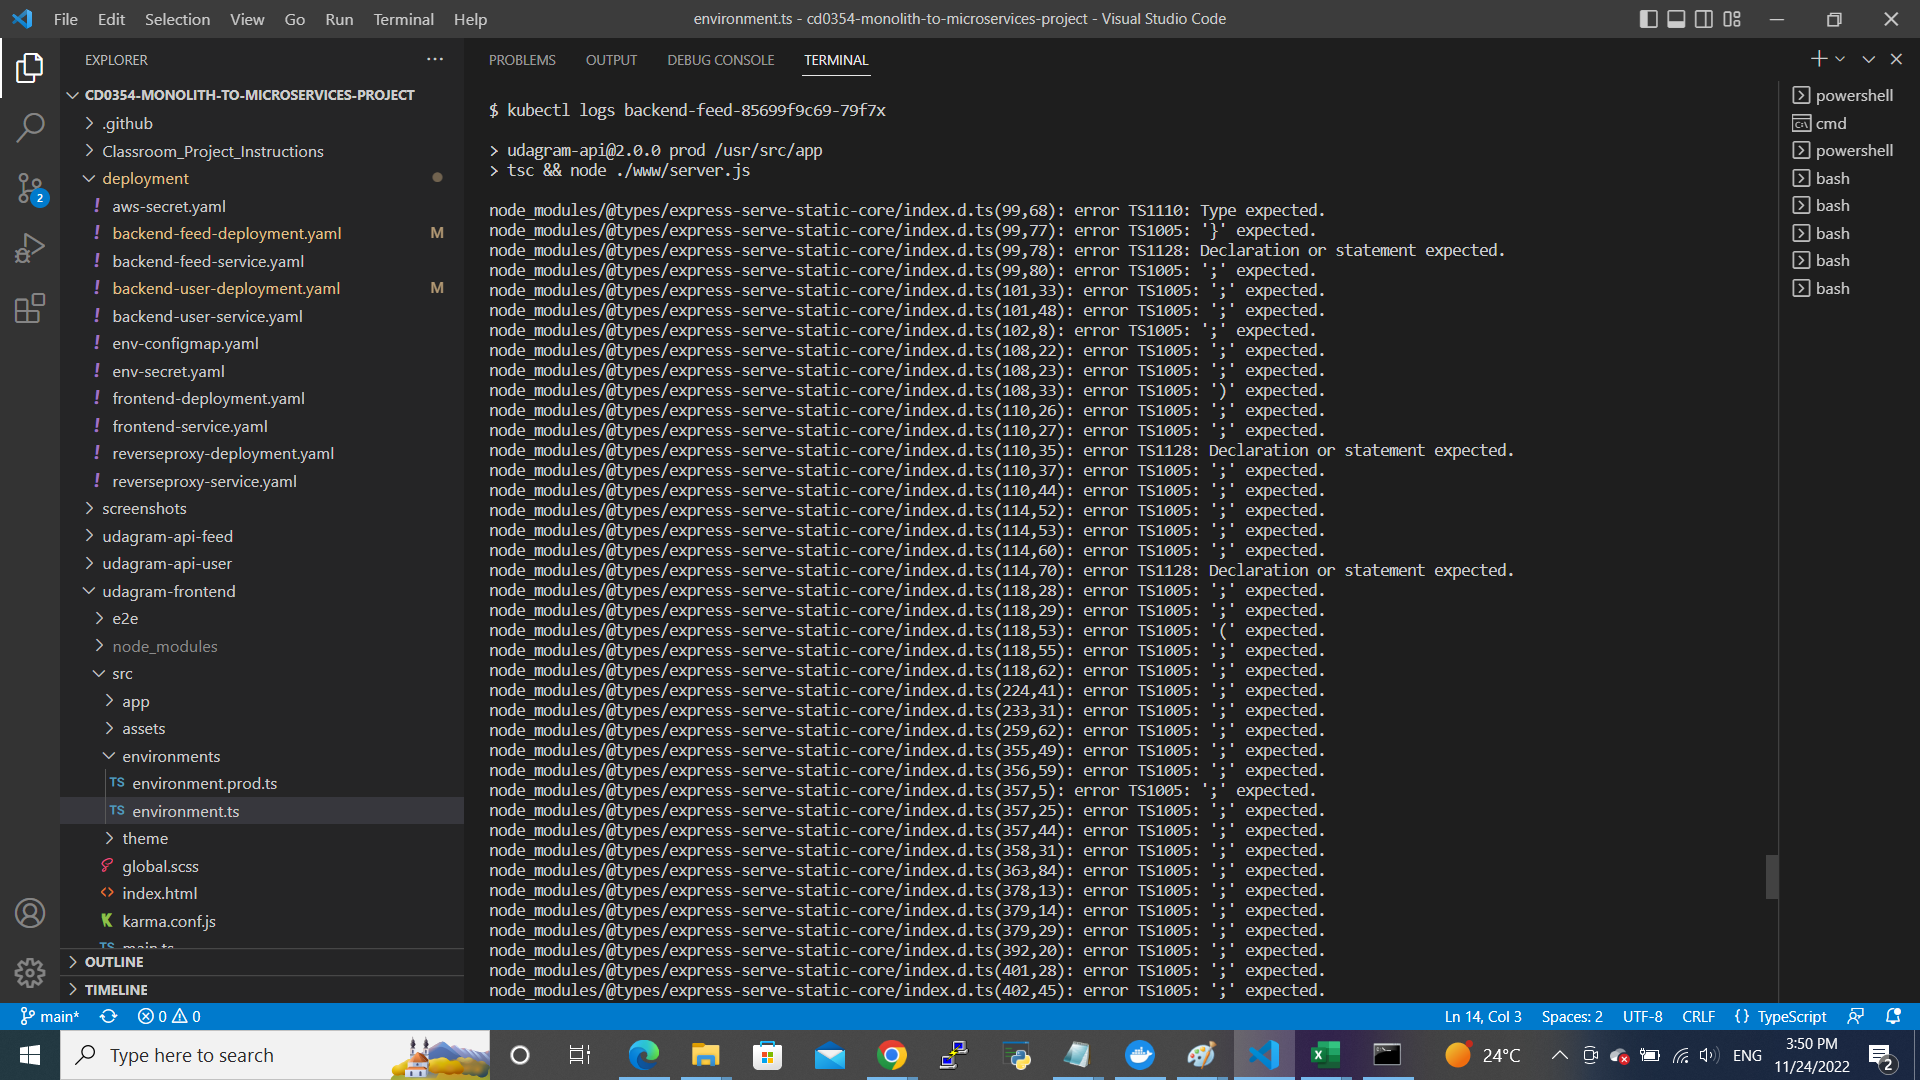 File Edit Selection View Go Run Terminal Help
environment.ts - cd0354-monolith-to-microservices-project - Visual Studio Code
EXPLORER
CD0354-MONOLITH-TO-MICROSERVICES-PROJECT
.github
Classroom_Project_Instructions
deployment
! aws-secret.yaml
! backend-feed-deployment.yaml M
! backend-feed-service.yaml
! backend-user-deployment.yaml M
! backend-user-service.yaml
! env-configmap.yaml
! env-secret.yaml
! frontend-deployment.yaml
! frontend-service.yaml
! reverseproxy-deployment.yaml
! reverseproxy-service.yaml
screenshots
udagram-api-feed
udagram-api-user
udagram-frontend
e2e
node_modules
src
app
assets
environments
TS environment.prod.ts
TS environment.ts
theme
global.scss
<> index.html
K karma.conf.js
TS main.ts
OUTLINE
TIMELINE
2
PROBLEMS OUTPUT DEBUG CONSOLE TERMINAL
$ kubectl logs backend-feed-85699f9c69-79f7x
> udagram-api@2.0.0 prod /usr/src/app
> tsc && node ./www/server.js
node_modules/@types/express-serve-static-core/index.d.ts(99,68): error TS1110: Type expected.
node_modules/@types/express-serve-static-core/index.d.ts(99,77): error TS1005: '}' expected.
node_modules/@types/express-serve-static-core/index.d.ts(99,78): error TS1128: Declaration or statement expected.
node_modules/@types/express-serve-static-core/index.d.ts(99,80): error TS1005: ';' expected.
node_modules/@types/express-serve-static-core/index.d.ts(101,33): error TS1005: ';' expected.
node_modules/@types/express-serve-static-core/index.d.ts(101,48): error TS1005: ';' expected.
node_modules/@types/express-serve-static-core/index.d.ts(102,8): error TS1005: ';' expected.
node_modules/@types/express-serve-static-core/index.d.ts(108,22): error TS1005: ';' expected.
node_modules/@types/express-serve-static-core/index.d.ts(108,23): error TS1005: ';' expected.
node_modules/@types/express-serve-static-core/index.d.ts(108,33): error TS1005: ')' expected.
node_modules/@types/express-serve-static-core/index.d.ts(110,26): error TS1005: ';' expected.
node_modules/@types/express-serve-static-core/index.d.ts(110,27): error TS1005: ';' expected.
node_modules/@types/express-serve-static-core/index.d.ts(110,35): error TS1128: Declaration or statement expected.
node_modules/@types/express-serve-static-core/index.d.ts(110,37): error TS1005: ';' expected.
node_modules/@types/express-serve-static-core/index.d.ts(110,44): error TS1005: ';' expected.
node_modules/@types/express-serve-static-core/index.d.ts(114,52): error TS1005: ';' expected.
node_modules/@types/express-serve-static-core/index.d.ts(114,53): error TS1005: ';' expected.
node_modules/@types/express-serve-static-core/index.d.ts(114,60): error TS1005: ';' expected.
node_modules/@types/express-serve-static-core/index.d.ts(114,70): error TS1128: Declaration or statement expected.
node_modules/@types/express-serve-static-core/index.d.ts(118,28): error TS1005: ';' expected.
node_modules/@types/express-serve-static-core/index.d.ts(118,29): error TS1005: ';' expected.
node_modules/@types/express-serve-static-core/index.d.ts(118,53): error TS1005: '(' expected.
node_modules/@types/express-serve-static-core/index.d.ts(118,55): error TS1005: ';' expected.
node_modules/@types/express-serve-static-core/index.d.ts(118,62): error TS1005: ';' expected.
node_modules/@types/express-serve-static-core/index.d.ts(224,41): error TS1005: ';' expected.
node_modules/@types/express-serve-static-core/index.d.ts(233,31): error TS1005: ';' expected.
node_modules/@types/express-serve-static-core/index.d.ts(259,62): error TS1005: ';' expected.
node_modules/@types/express-serve-static-core/index.d.ts(355,49): error TS1005: ';' expected.
node_modules/@types/express-serve-static-core/index.d.ts(356,59): error TS1005: ';' expected.
node_modules/@types/express-serve-static-core/index.d.ts(357,5): error TS1005: ';' expected.
node_modules/@types/express-serve-static-core/index.d.ts(357,25): error TS1005: ';' expected.
node_modules/@types/express-serve-static-core/index.d.ts(357,44): error TS1005: ';' expected.
node_modules/@types/express-serve-static-core/index.d.ts(358,31): error TS1005: ';' expected.
node_modules/@types/express-serve-static-core/index.d.ts(363,84): error TS1005: ';' expected.
node_modules/@types/express-serve-static-core/index.d.ts(378,13): error TS1005: ';' expected.
node_modules/@types/express-serve-static-core/index.d.ts(379,14): error TS1005: ';' expected.
node_modules/@types/express-serve-static-core/index.d.ts(379,29): error TS1005: ';' expected.
node_modules/@types/express-serve-static-core/index.d.ts(392,20): error TS1005: ';' expected.
node_modules/@types/express-serve-static-core/index.d.ts(401,28): error TS1005: ';' expected.
node_modules/@types/express-serve-static-core/index.d.ts(402,45): error TS1005: ';' expected.
powershell
cmd
powershell
bash
bash
bash
bash
bash
main* 0 0
Ln 14, Col 3 Spaces: 2 UTF-8 CRLF {} TypeScript
Type here to search
24°C ENG
3:50 PM
11/24/2022
2